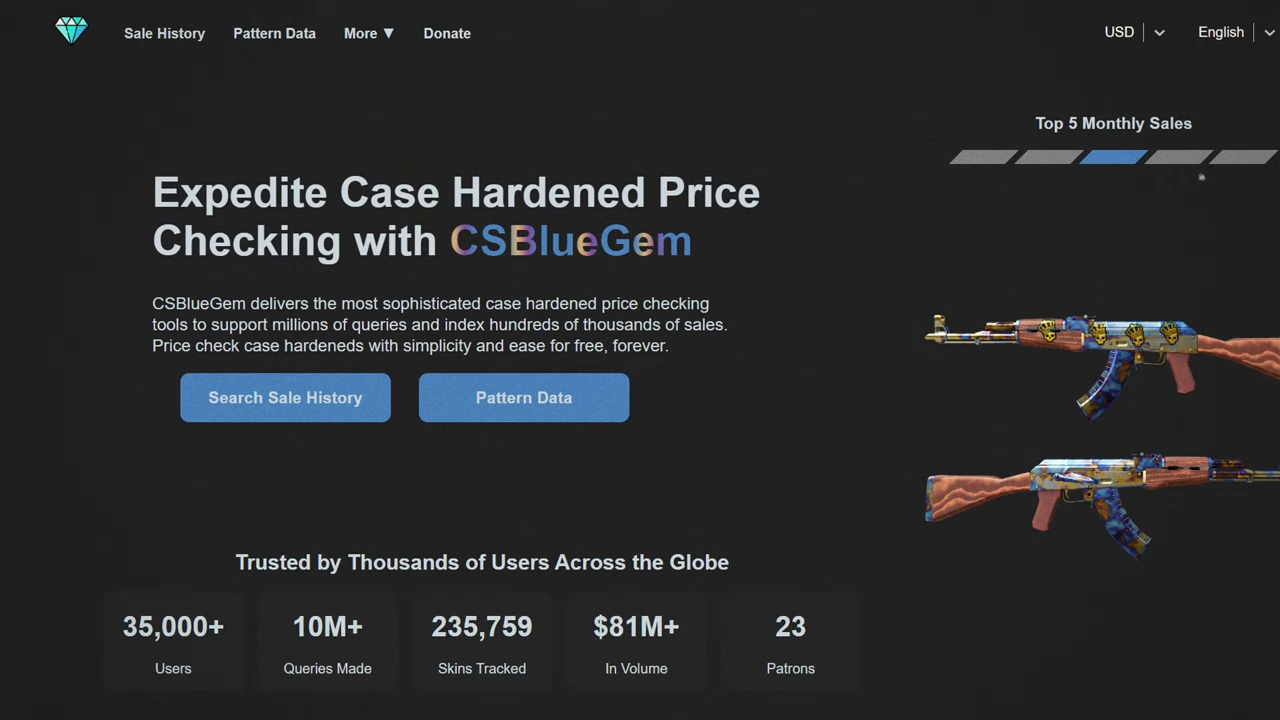 Sale History
Pattern Data
More ▼
Donate
USD
English
Top 5 Monthly Sales
Expedite Case Hardened Price
Checking with CSBlueGem
CSBlueGem delivers the most sophisticated case hardened price checking
tools to support millions of queries and index hundreds of thousands of sales.
Price check case hardeneds with simplicity and ease for free, forever.
Search Sale History
Pattern Data
Trusted by Thousands of Users Across the Globe
35,000+
Users
10M+
Queries Made
235,759
Skins Tracked
$81M+
In Volume
23
Patrons